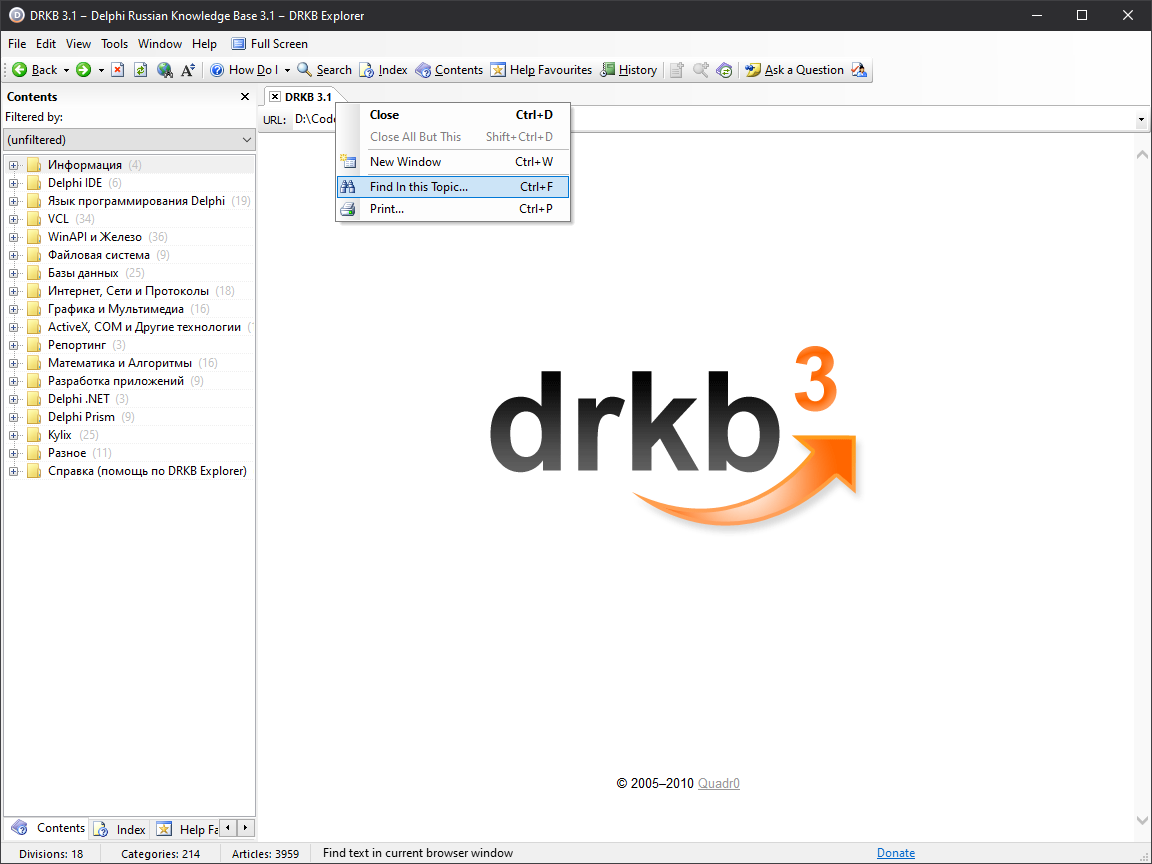 DRKB 3.1 – Delphi Russian Knowledge Base 3.1 – DRKB Explorer
File Edit View Tools Window Help Full Screen
Back How Do I Search Index Contents Help Favourites History Ask a Question
Contents
Filtered by:
(unfiltered)
Информация (4)
Delphi IDE (6)
Язык программирования Delphi (19)
VCL (34)
WinAPI и Железо (36)
Файловая система (9)
Базы данных (25)
Интернет, Сети и Протоколы (18)
Графика и Мультимедиа (16)
ActiveX, COM и Другие технологии
Репортинг (3)
Математика и Алгоритмы (16)
Разработка приложений (9)
Delphi .NET (3)
Delphi Prism (9)
Kylix (25)
Разное (11)
Справка (помощь по DRKB Explorer)
Contents Index Help Fa
DRKB 3.1
URL: D:\Code
Close Ctrl+D
Close All But This Shift+Ctrl+D
New Window Ctrl+W
Find In this Topic... Ctrl+F
Print... Ctrl+P
drkb3
© 2005–2010 Quadr0
Divisions: 18 Categories: 214 Articles: 3959 Find text in current browser window Donate